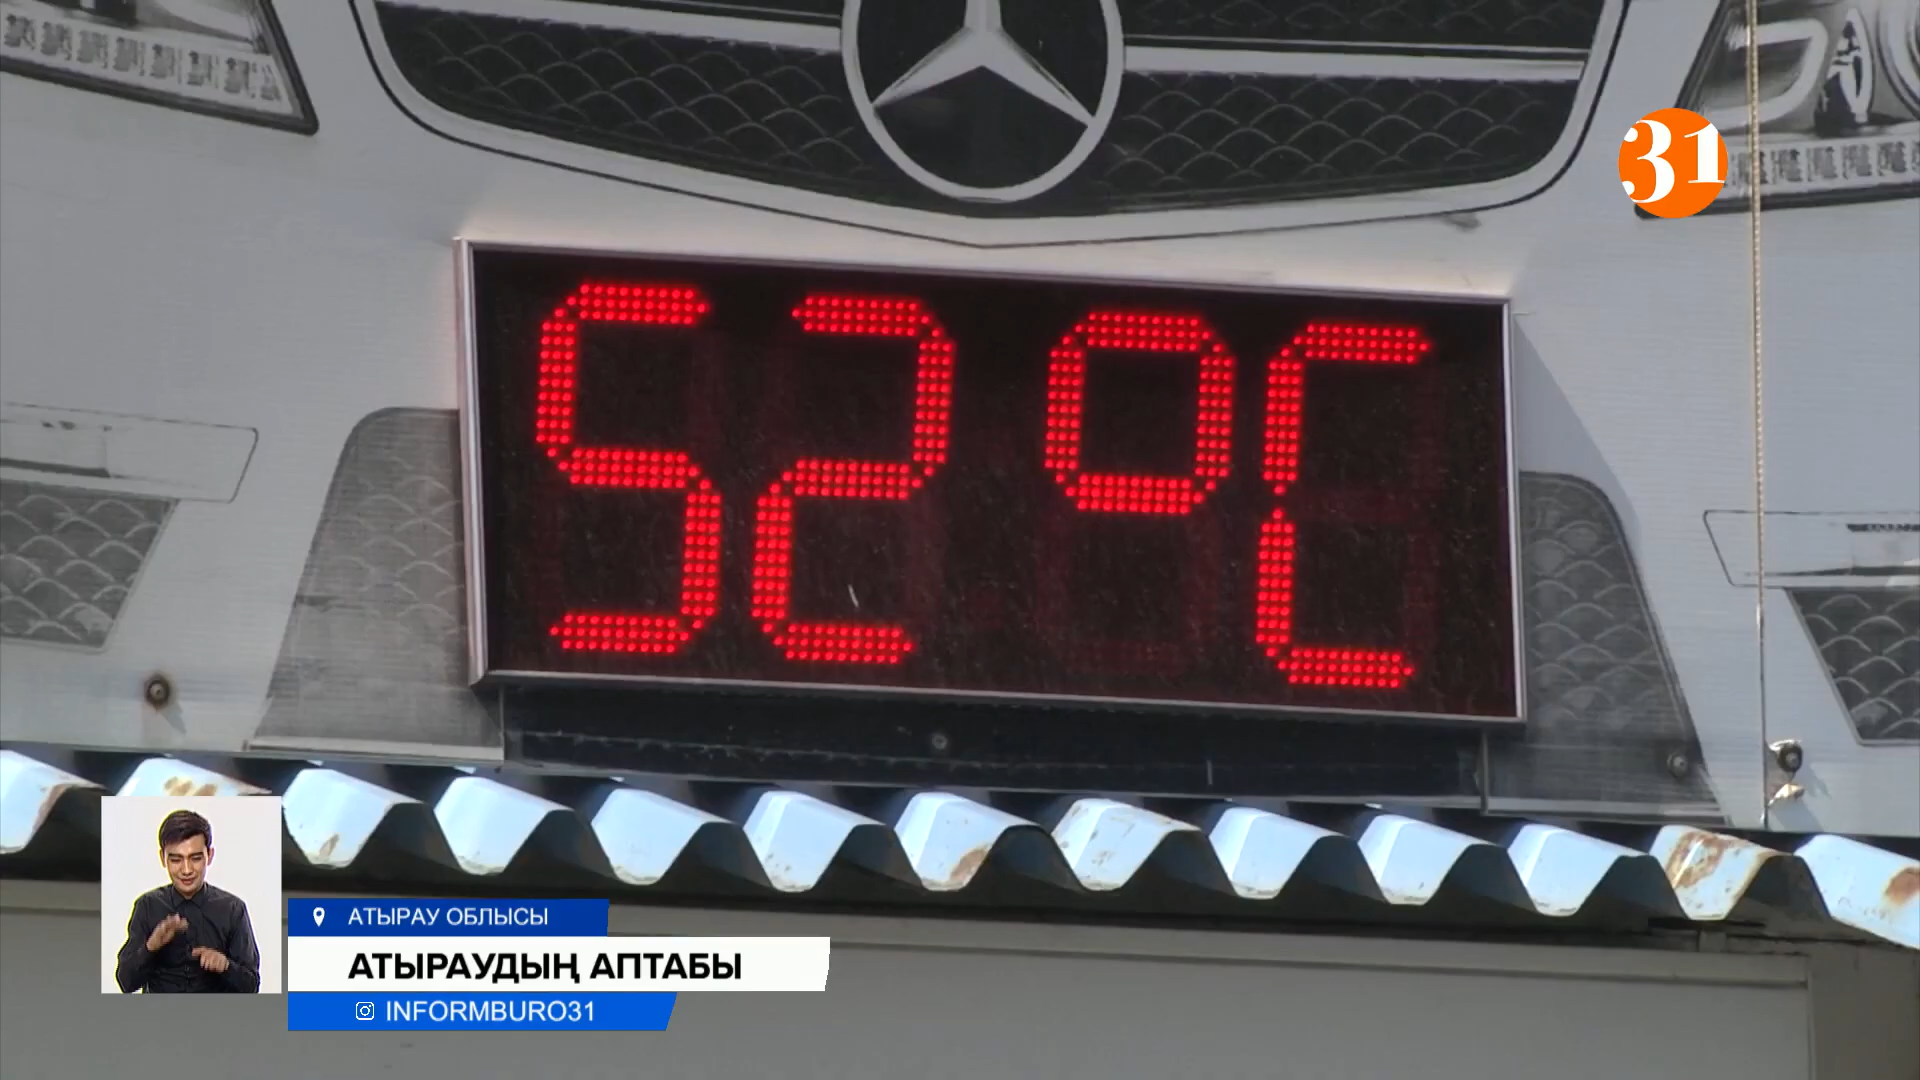 31
52°C
АТЫРАУ ОБЛЫСЫ
АТЫРАУДЫҢ АПТАБЫ
INFORMBURO31